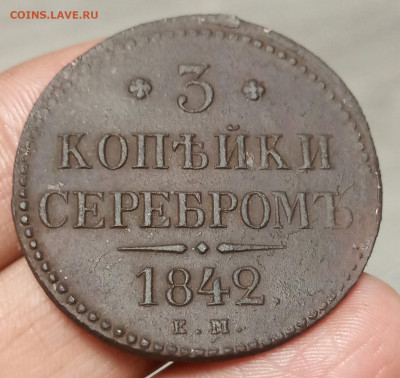 COINS.LAVE.RU
3
КОПѢЙКИ
СЕРЕБРОМЪ
1842.
Е.М.